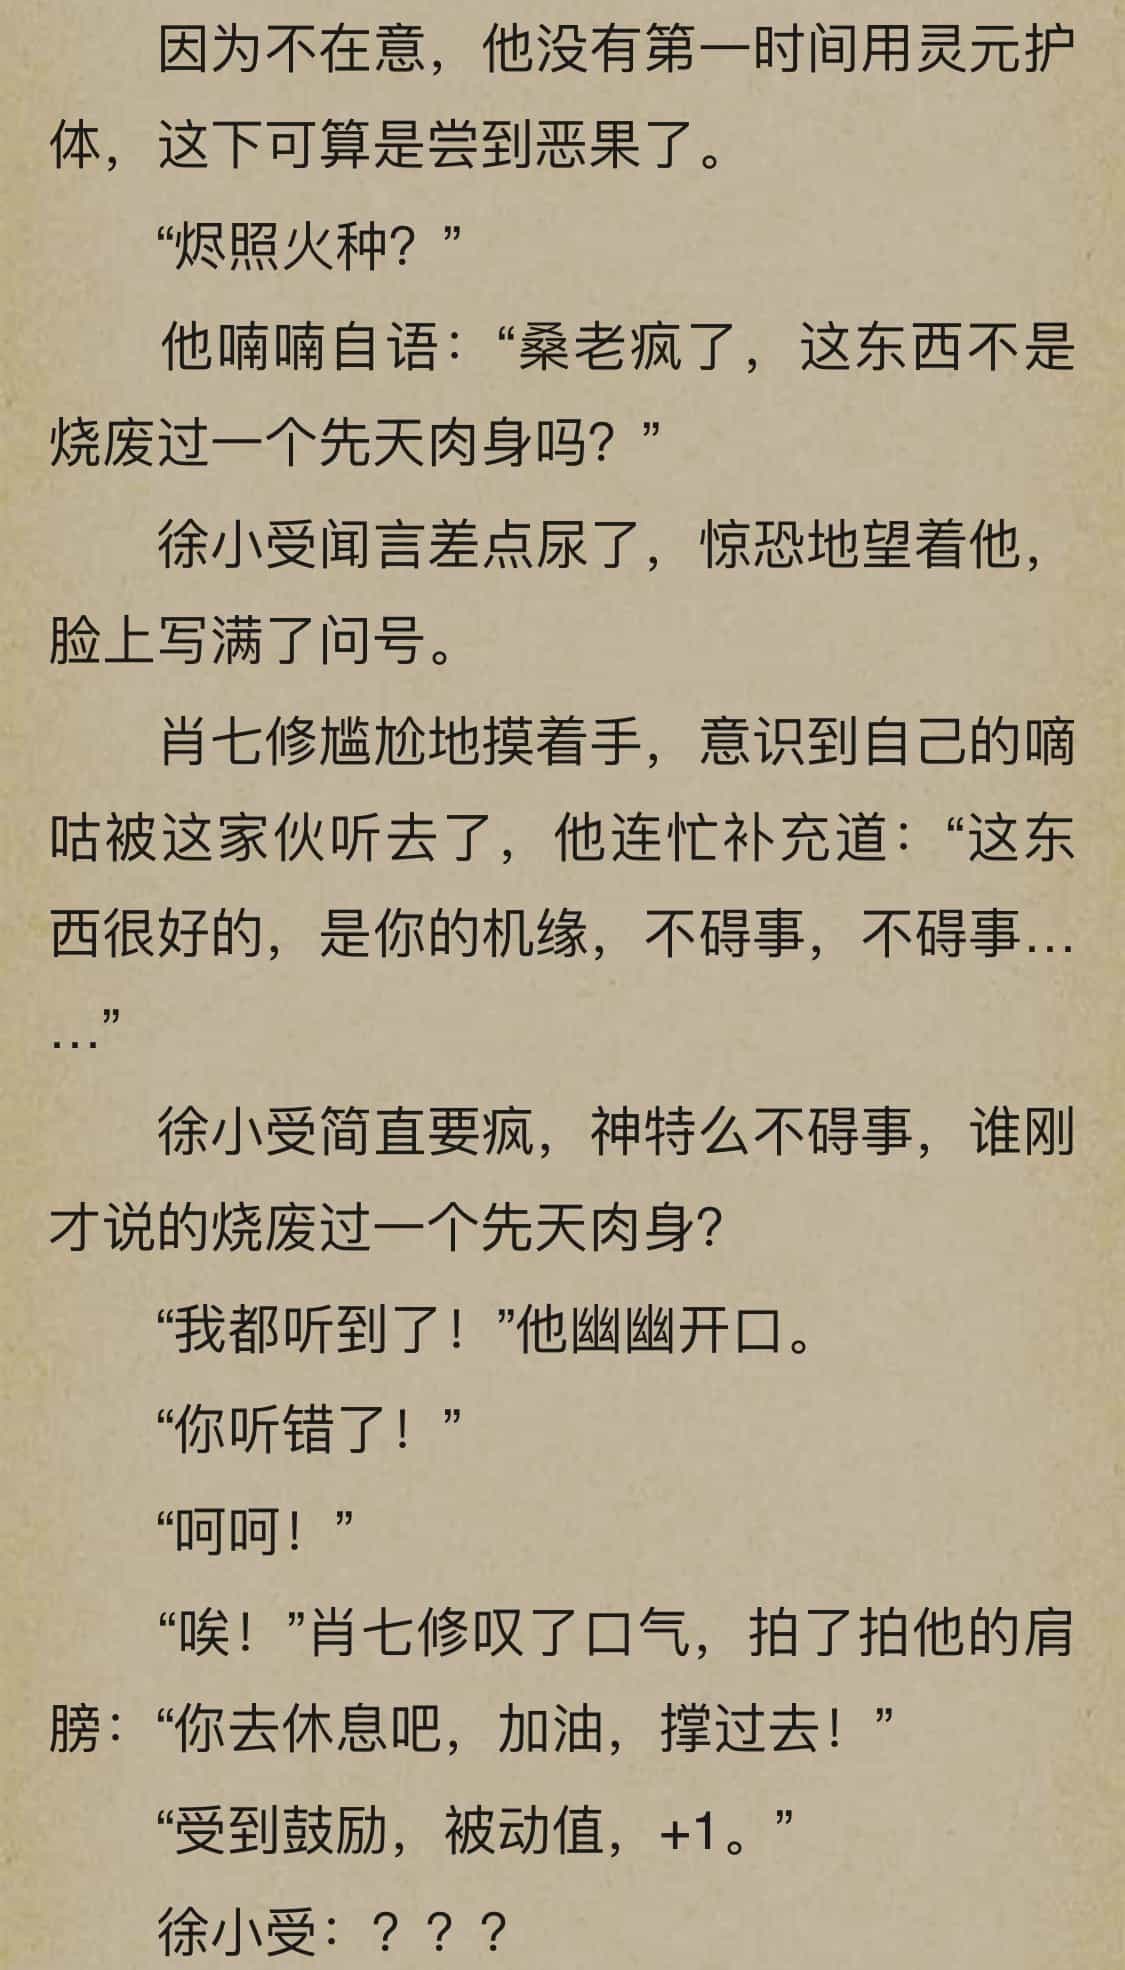 因为不在意，他没有第一时间用灵元护
体，这下可算是尝到恶果了。
“烬照火种？”
他喃喃自语：“桑老疯了，这东西不是
烧废过一个先天肉身吗？”
徐小受闻言差点尿了，惊恐地望着他，
脸上写满了问号。
肖七修尴尬地摸着手，意识到自己的嘀
咕被这家伙听去了，他连忙补充道：“这东
西很好的，是你的机缘，不碍事，不碍事…
…”
徐小受简直要疯，神特么不碍事，谁刚
才说的烧废过一个先天肉身？
“我都听到了！”他幽幽开口。
“你听错了！”
“呵呵！”
“唉！”肖七修叹了口气，拍了拍他的肩
膀：“你去休息吧，加油，撑过去！”
“受到鼓励，被动值，+1。”
徐小受：？？？